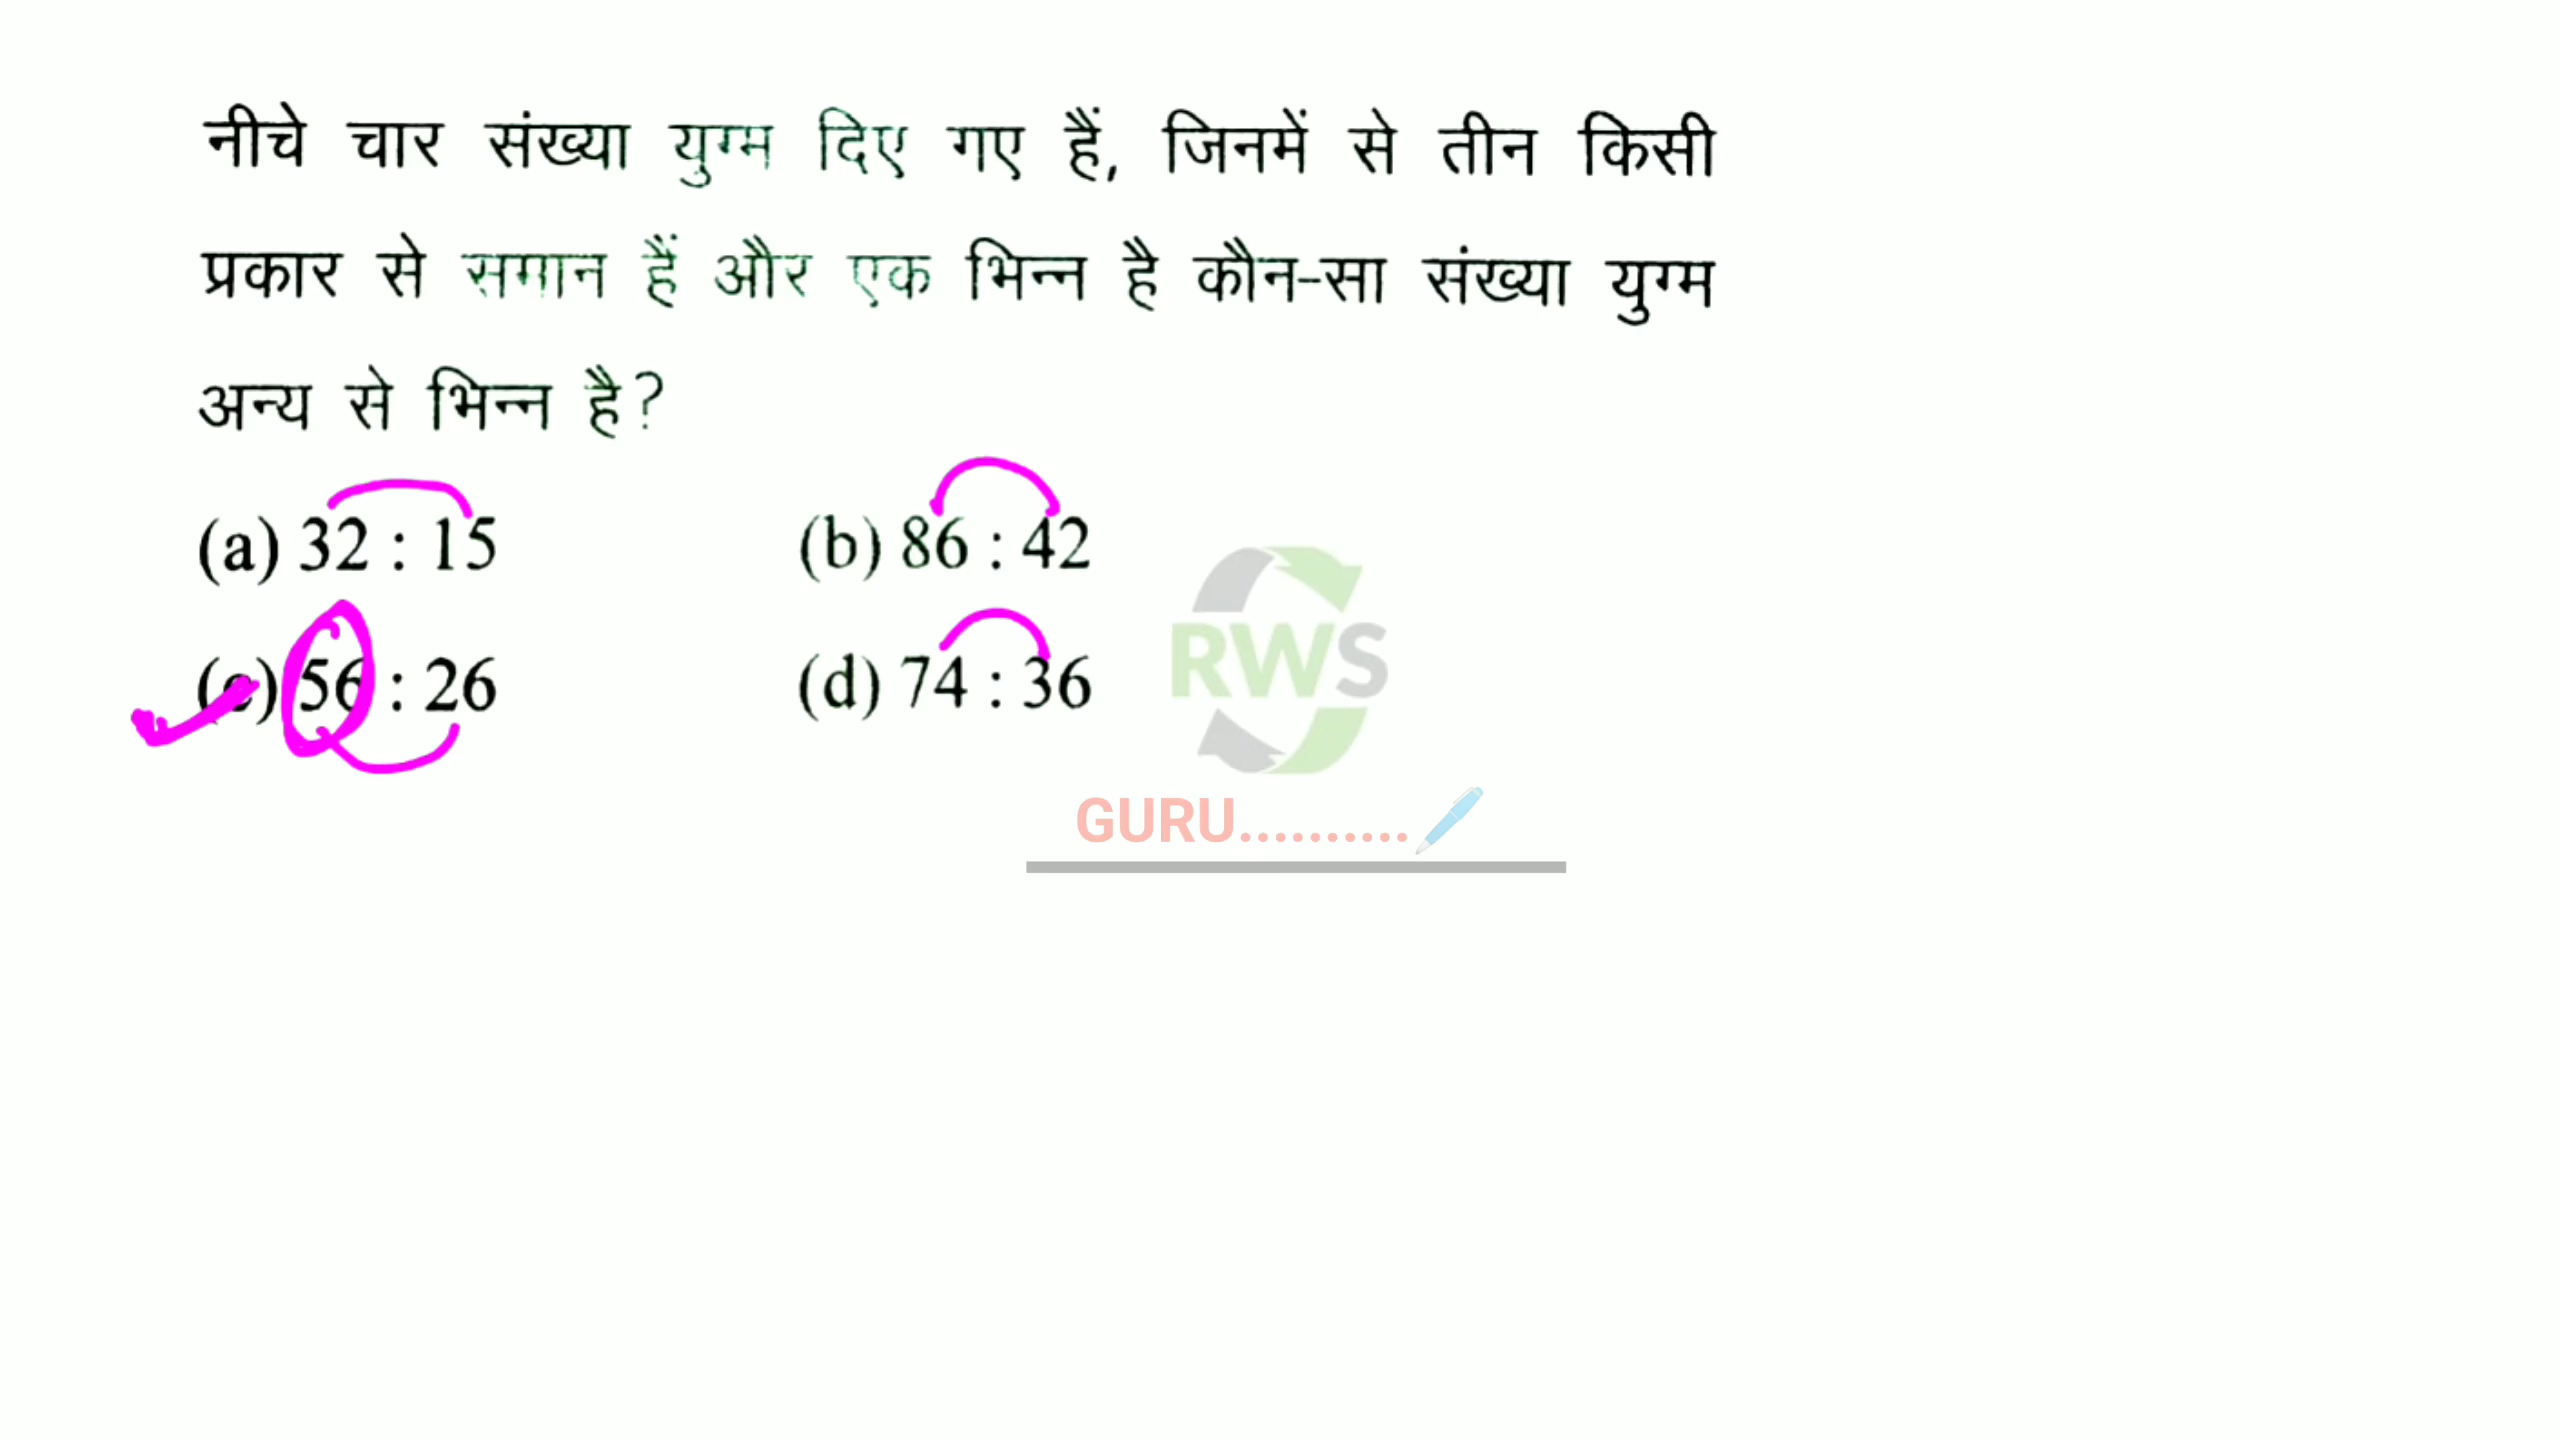 नीचे चार संख्या युग्म दिए गए हैं, जिनमें से तीन किसी
प्रकार से समान हैं और एक भिन्न है कौन-सा संख्या युग्म
अन्य से भिन्न है?
(a) 32 : 15 (b) 86 : 42
(c) 56 : 26 (d) 74 : 36
RWS
GURU..........